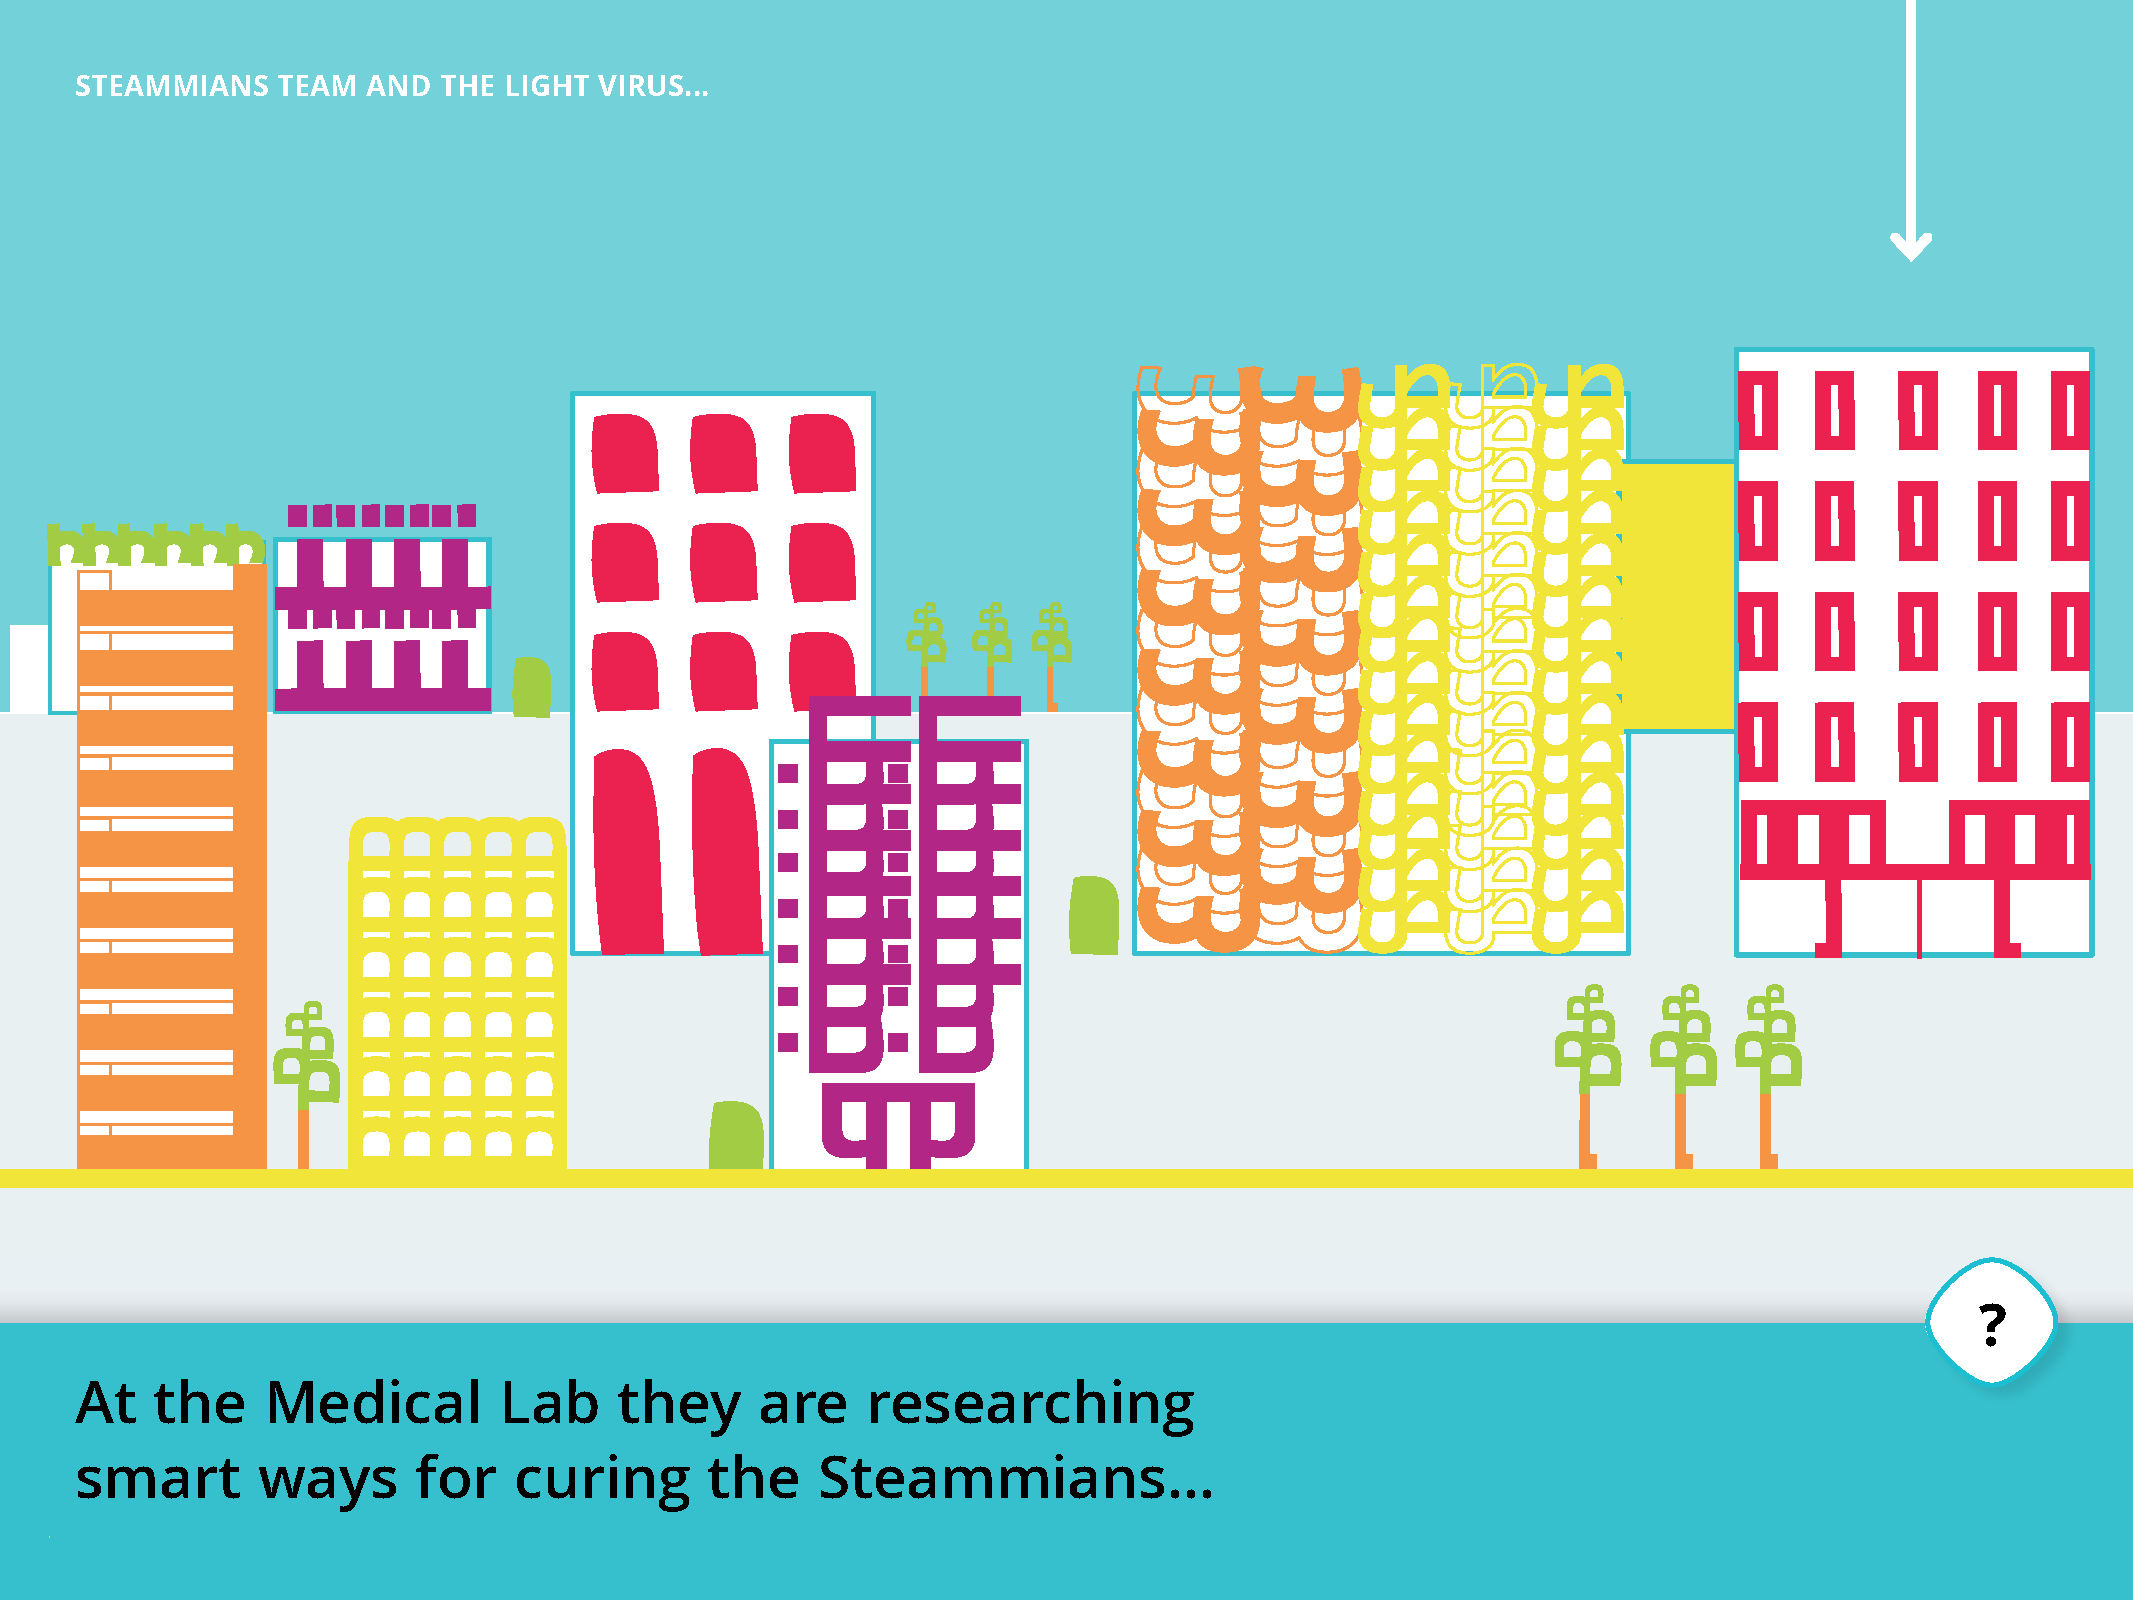 STEAMMIANS TEAM AND THE LIGHT VIRUS...
?
At the Medical Lab they are researching
smart ways for curing the Steammians...